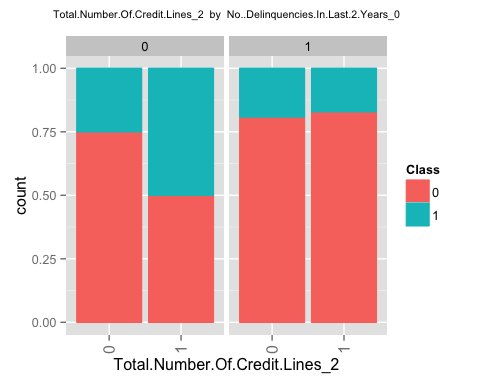 Total.Number.Of.Credit.Lines_2 by No..Delinquencies.In.Last.2.Years_0
0 1
1.00
0.75
0.50
0.25
0.00
count
0 1 0 1
Total.Number.Of.Credit.Lines_2
Class
0
1